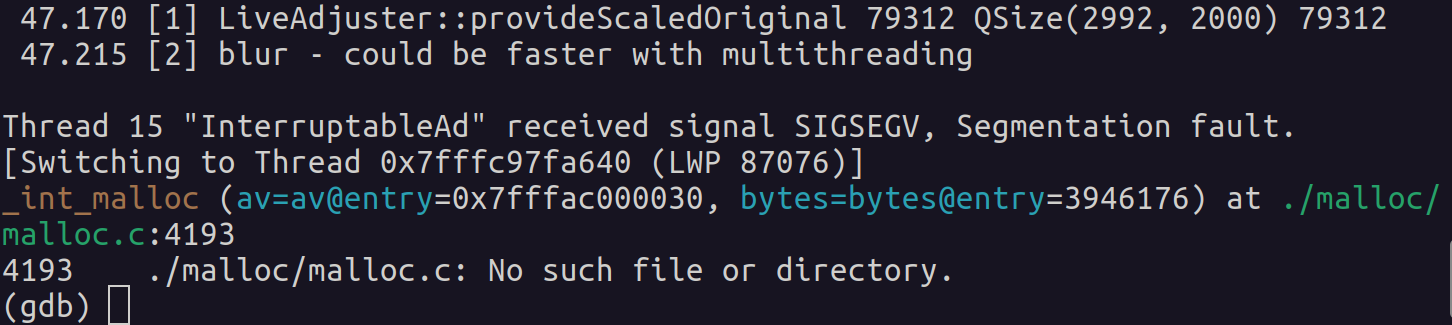 47.170 [1] LiveAdjuster::provideScaledOriginal 79312 QSize(2992, 2000) 79312
47.215 [2] blur - could be faster with multithreading
Thread 15 "InterruptableAd" received signal SIGSEGV, Segmentation fault.
[Switching to Thread 0x7fffc97fa640 (LWP 87076)]
_int_malloc (av=av@entry=0x7fffac000030, bytes=bytes@entry=3946176) at ./malloc/
malloc.c:4193
4193    ./malloc/malloc.c: No such file or directory.
(gdb)